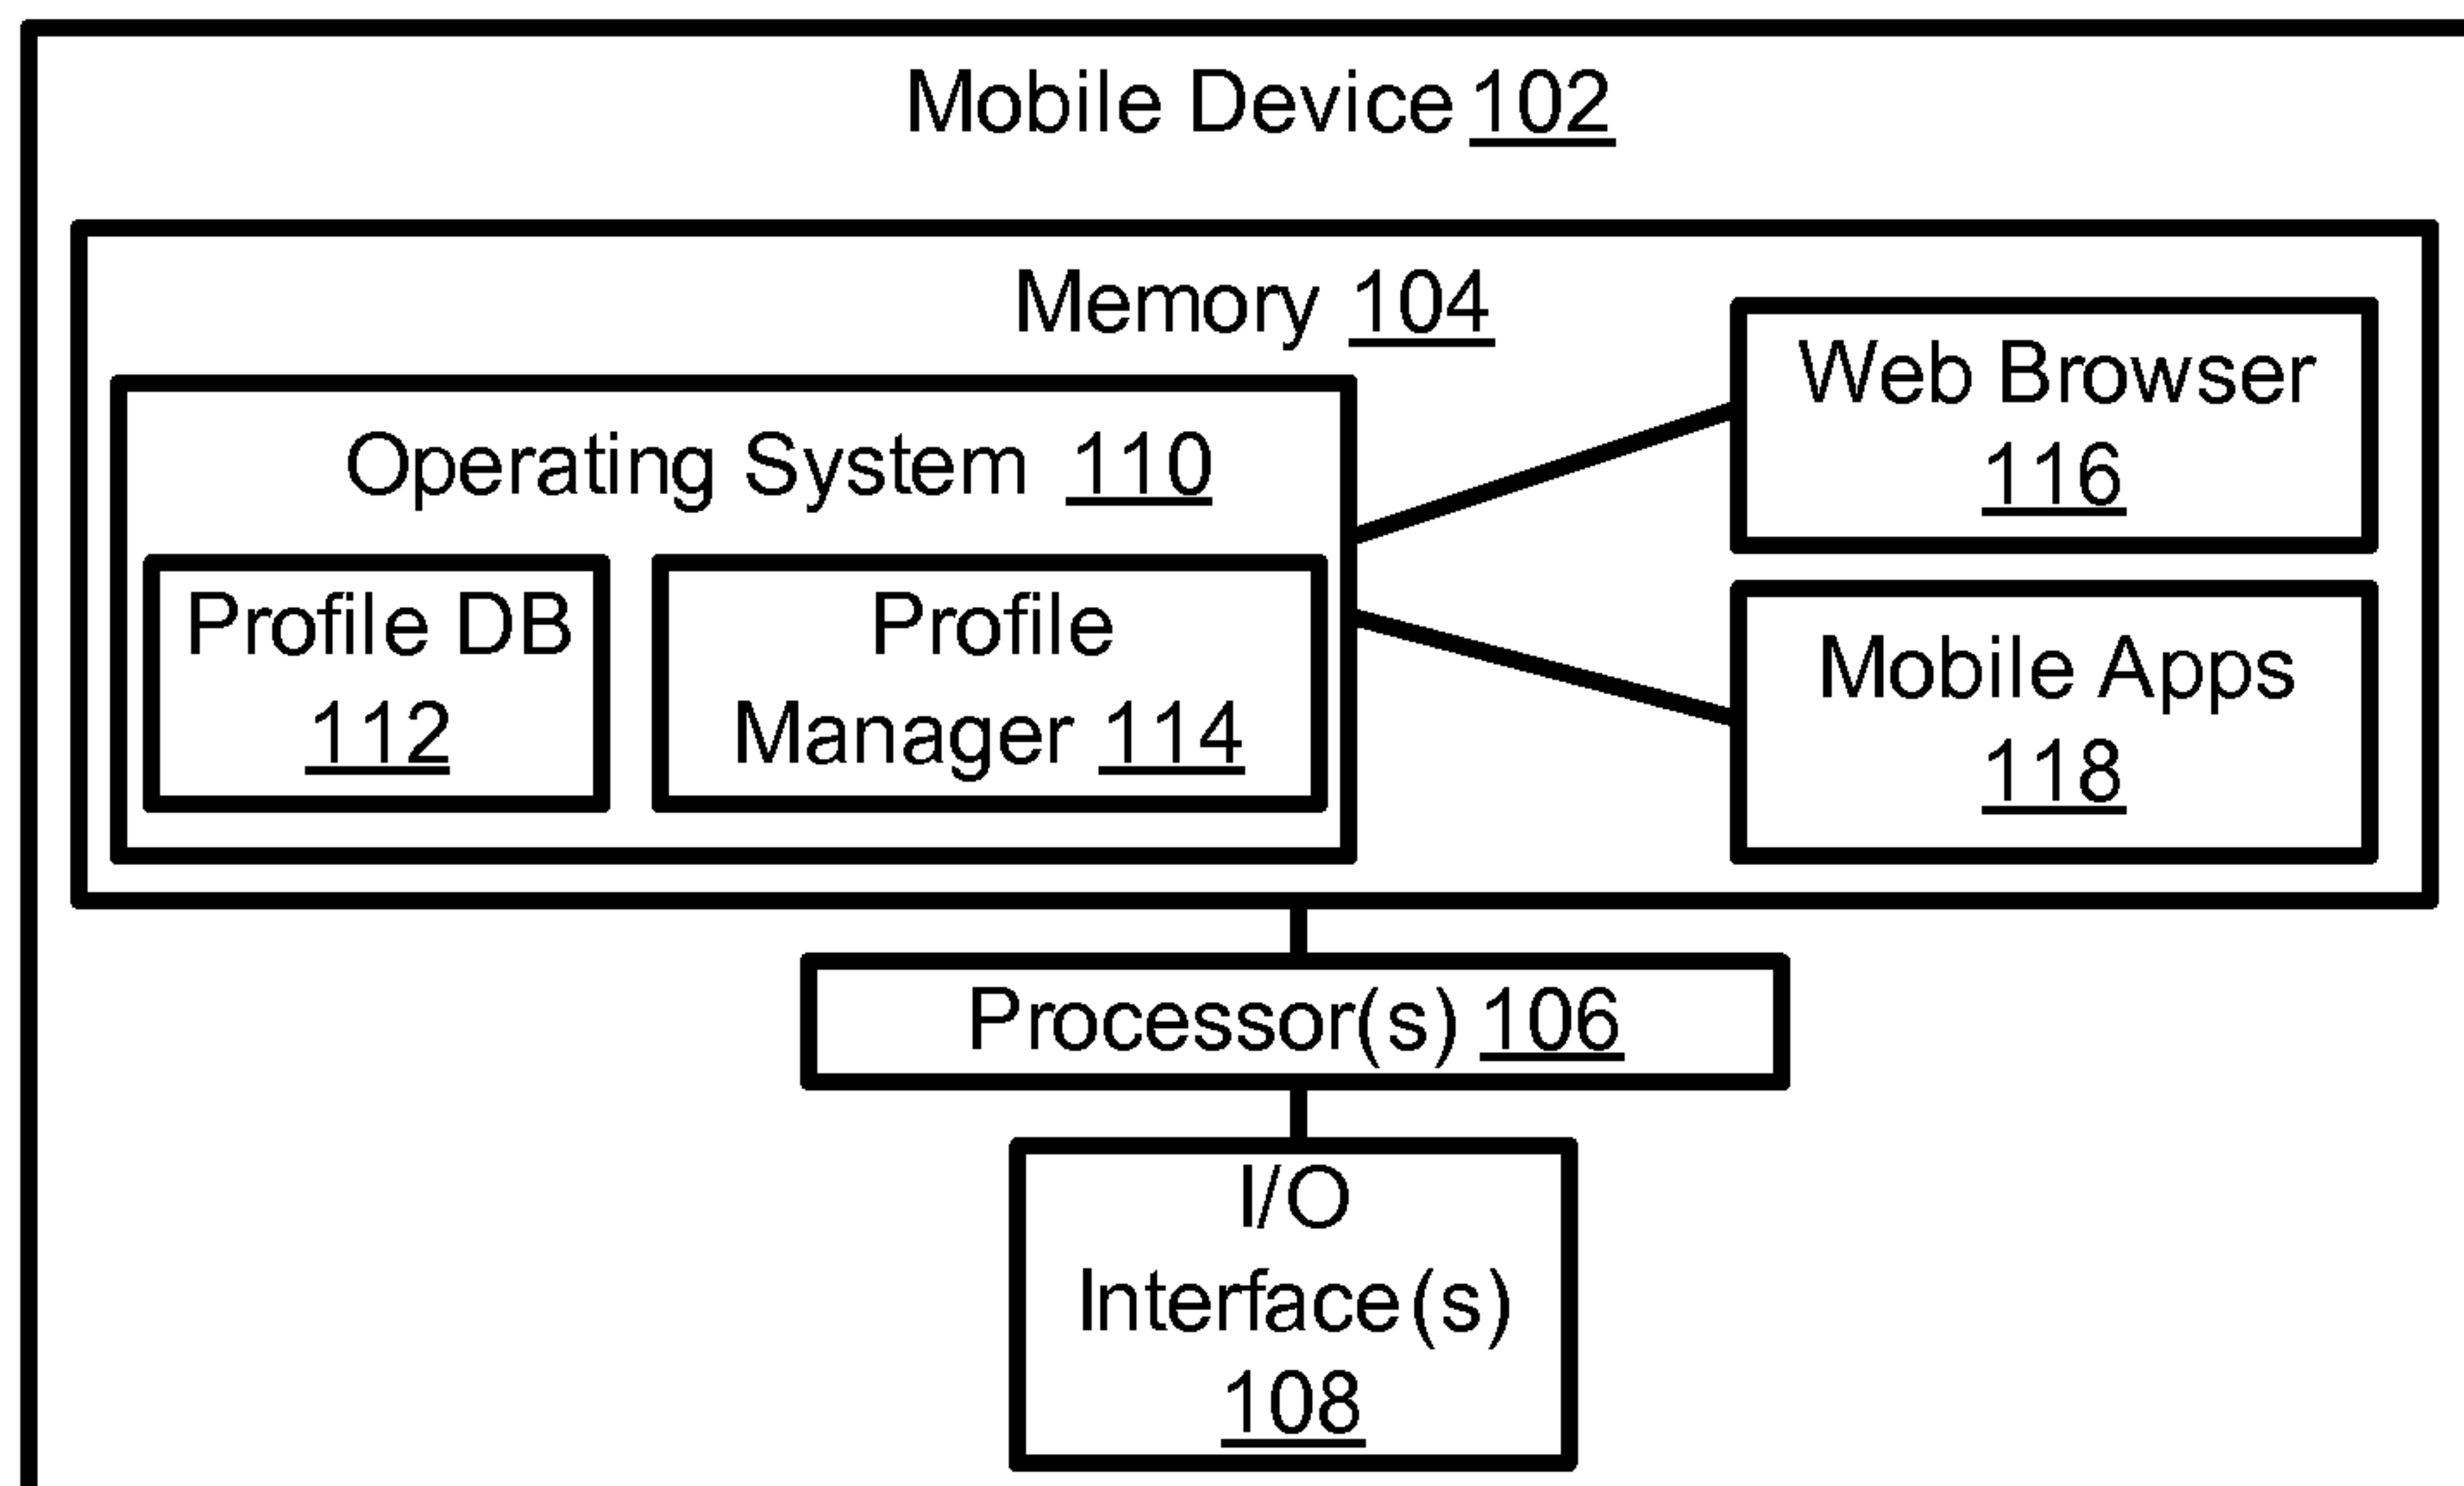 Mobile Device 102
Memory 104
Operating System 110
Profile DB
112
Profile
Manager 114
Web Browser
116
Mobile Apps
118
Processor(s) 106
I/O
Interface(s)
108